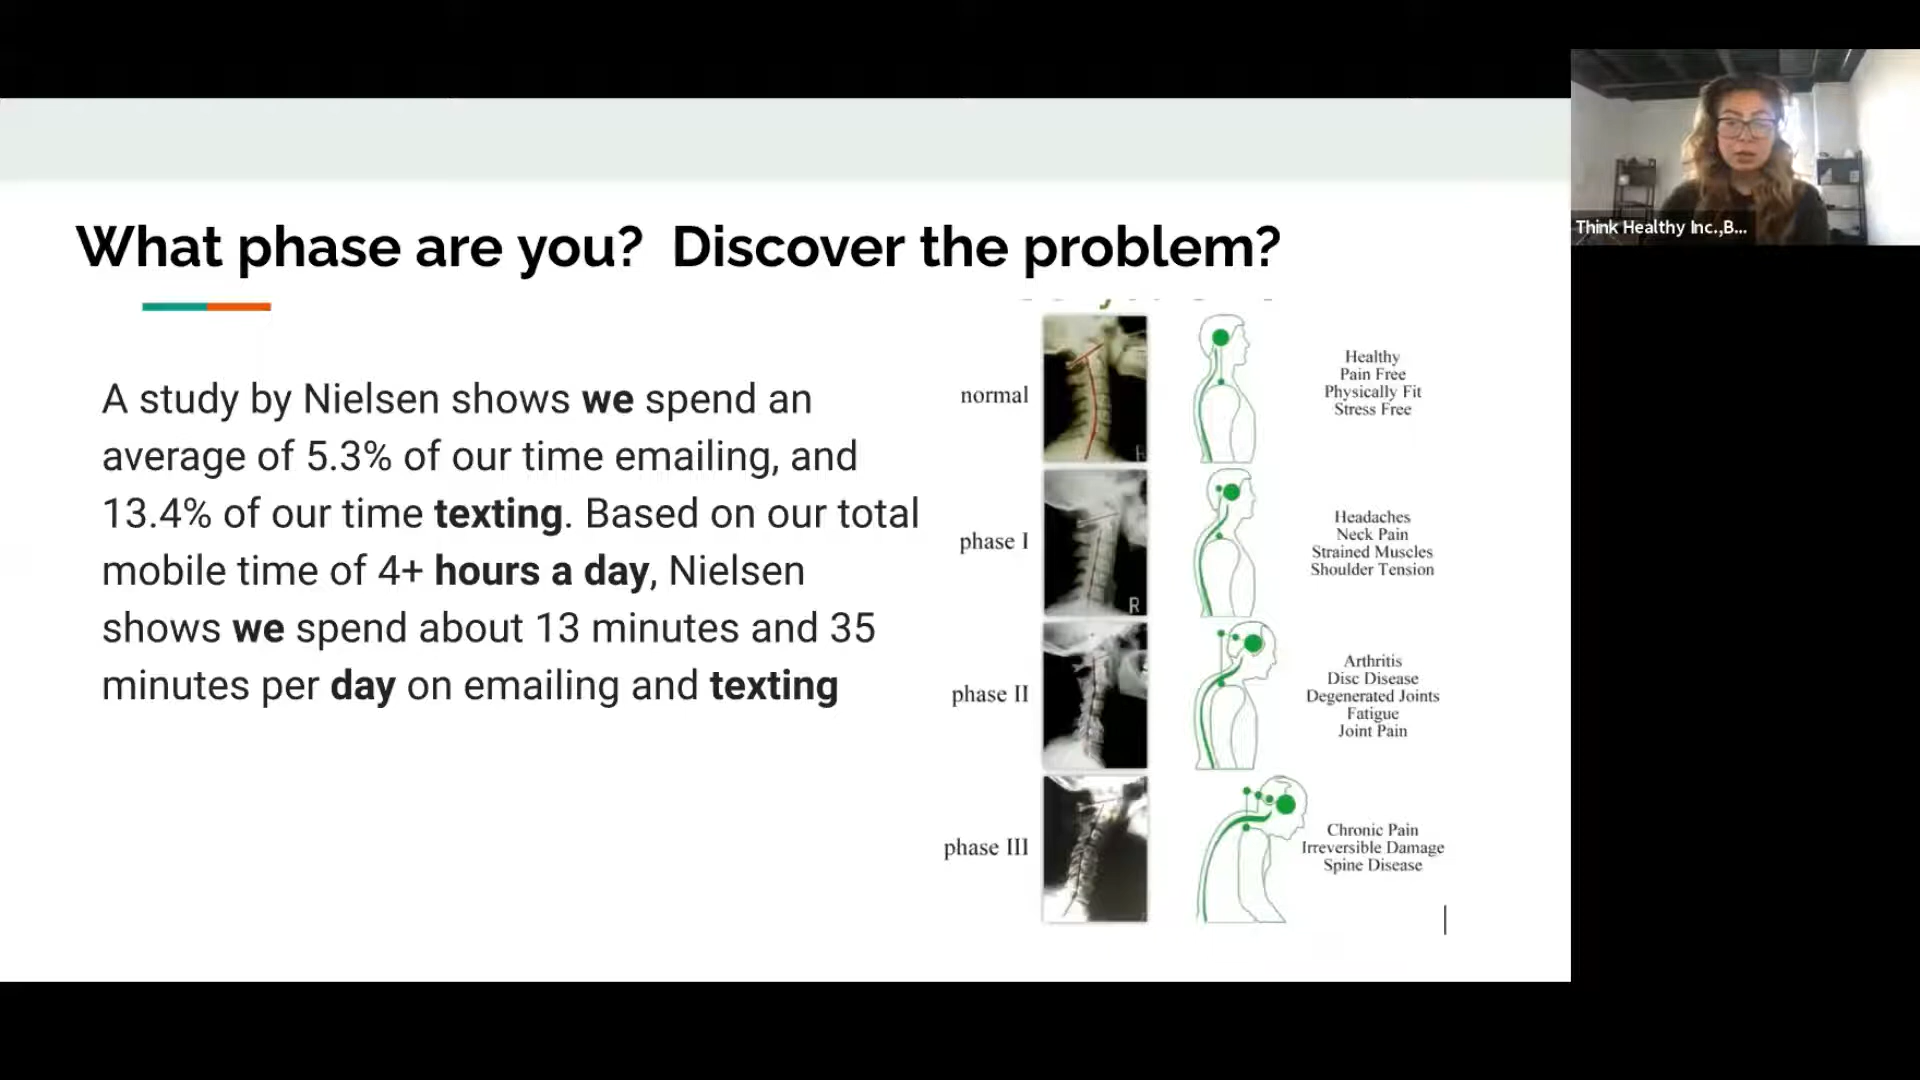 What phase are you? Discover the problem?
A study by Nielsen shows we spend an
average of 5.3% of our time emailing, and
13.4% of our time texting. Based on our total
mobile time of 4+ hours a day, Nielsen
shows we spend about 13 minutes and 35
minutes per day on emailing and texting
normal
Healthy
Pain Free
Physically Fit
Stress Free
phase I
R
Headaches
Neck Pain
Strained Muscles
Shoulder Tension
phase II
Arthritis
Disc Disease
Degenerated Joints
Fatigue
Joint Pain
phase III
Chronic Pain
Irreversible Damage
Spine Disease
Think Healthy Inc.,B...